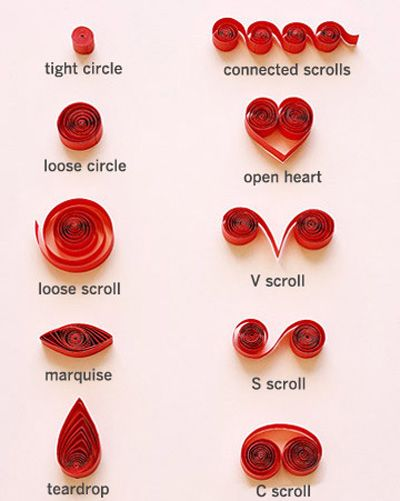 tight circle
connected scrolls
loose circle
open heart
loose scroll
V scroll
marquise
S scroll
teardrop
C scroll